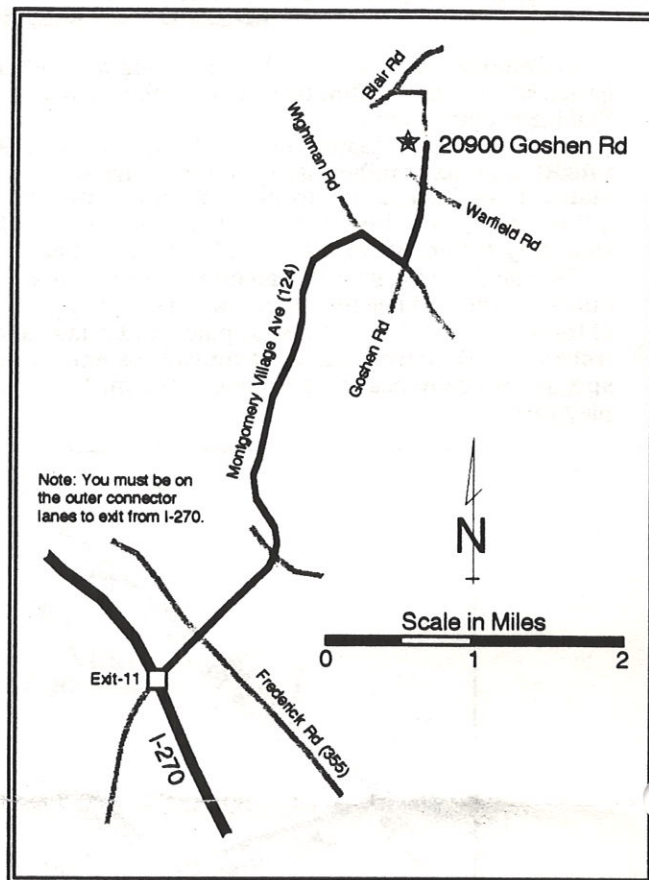 Blair Rd
Wightman Rd
20900 Goshen Rd
Warfield Rd
Montgomery Village Ave (124)
Goshen Rd
Note: You must be on
the outer connector
lanes to exit from I-270.
N
Scale in Miles
0 1 2
Exit-11
Frederick Rd (355)
I-270